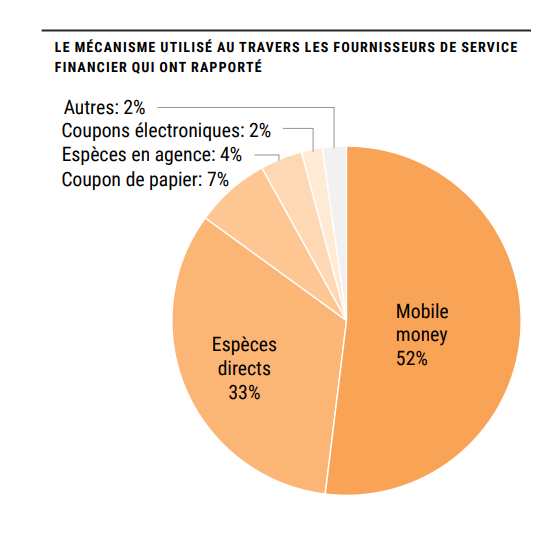 LE MÉCANISME UTILISÉ AU TRAVERS LES FOURNISSEURS DE SERVICE
FINANCIER QUI ONT RAPPORTÉ
Autres: 2%
Coupons électroniques: 2%
Espèces en agence: 4%
Coupon de papier: 7%
Mobile
money
52%
Espèces
directs
33%